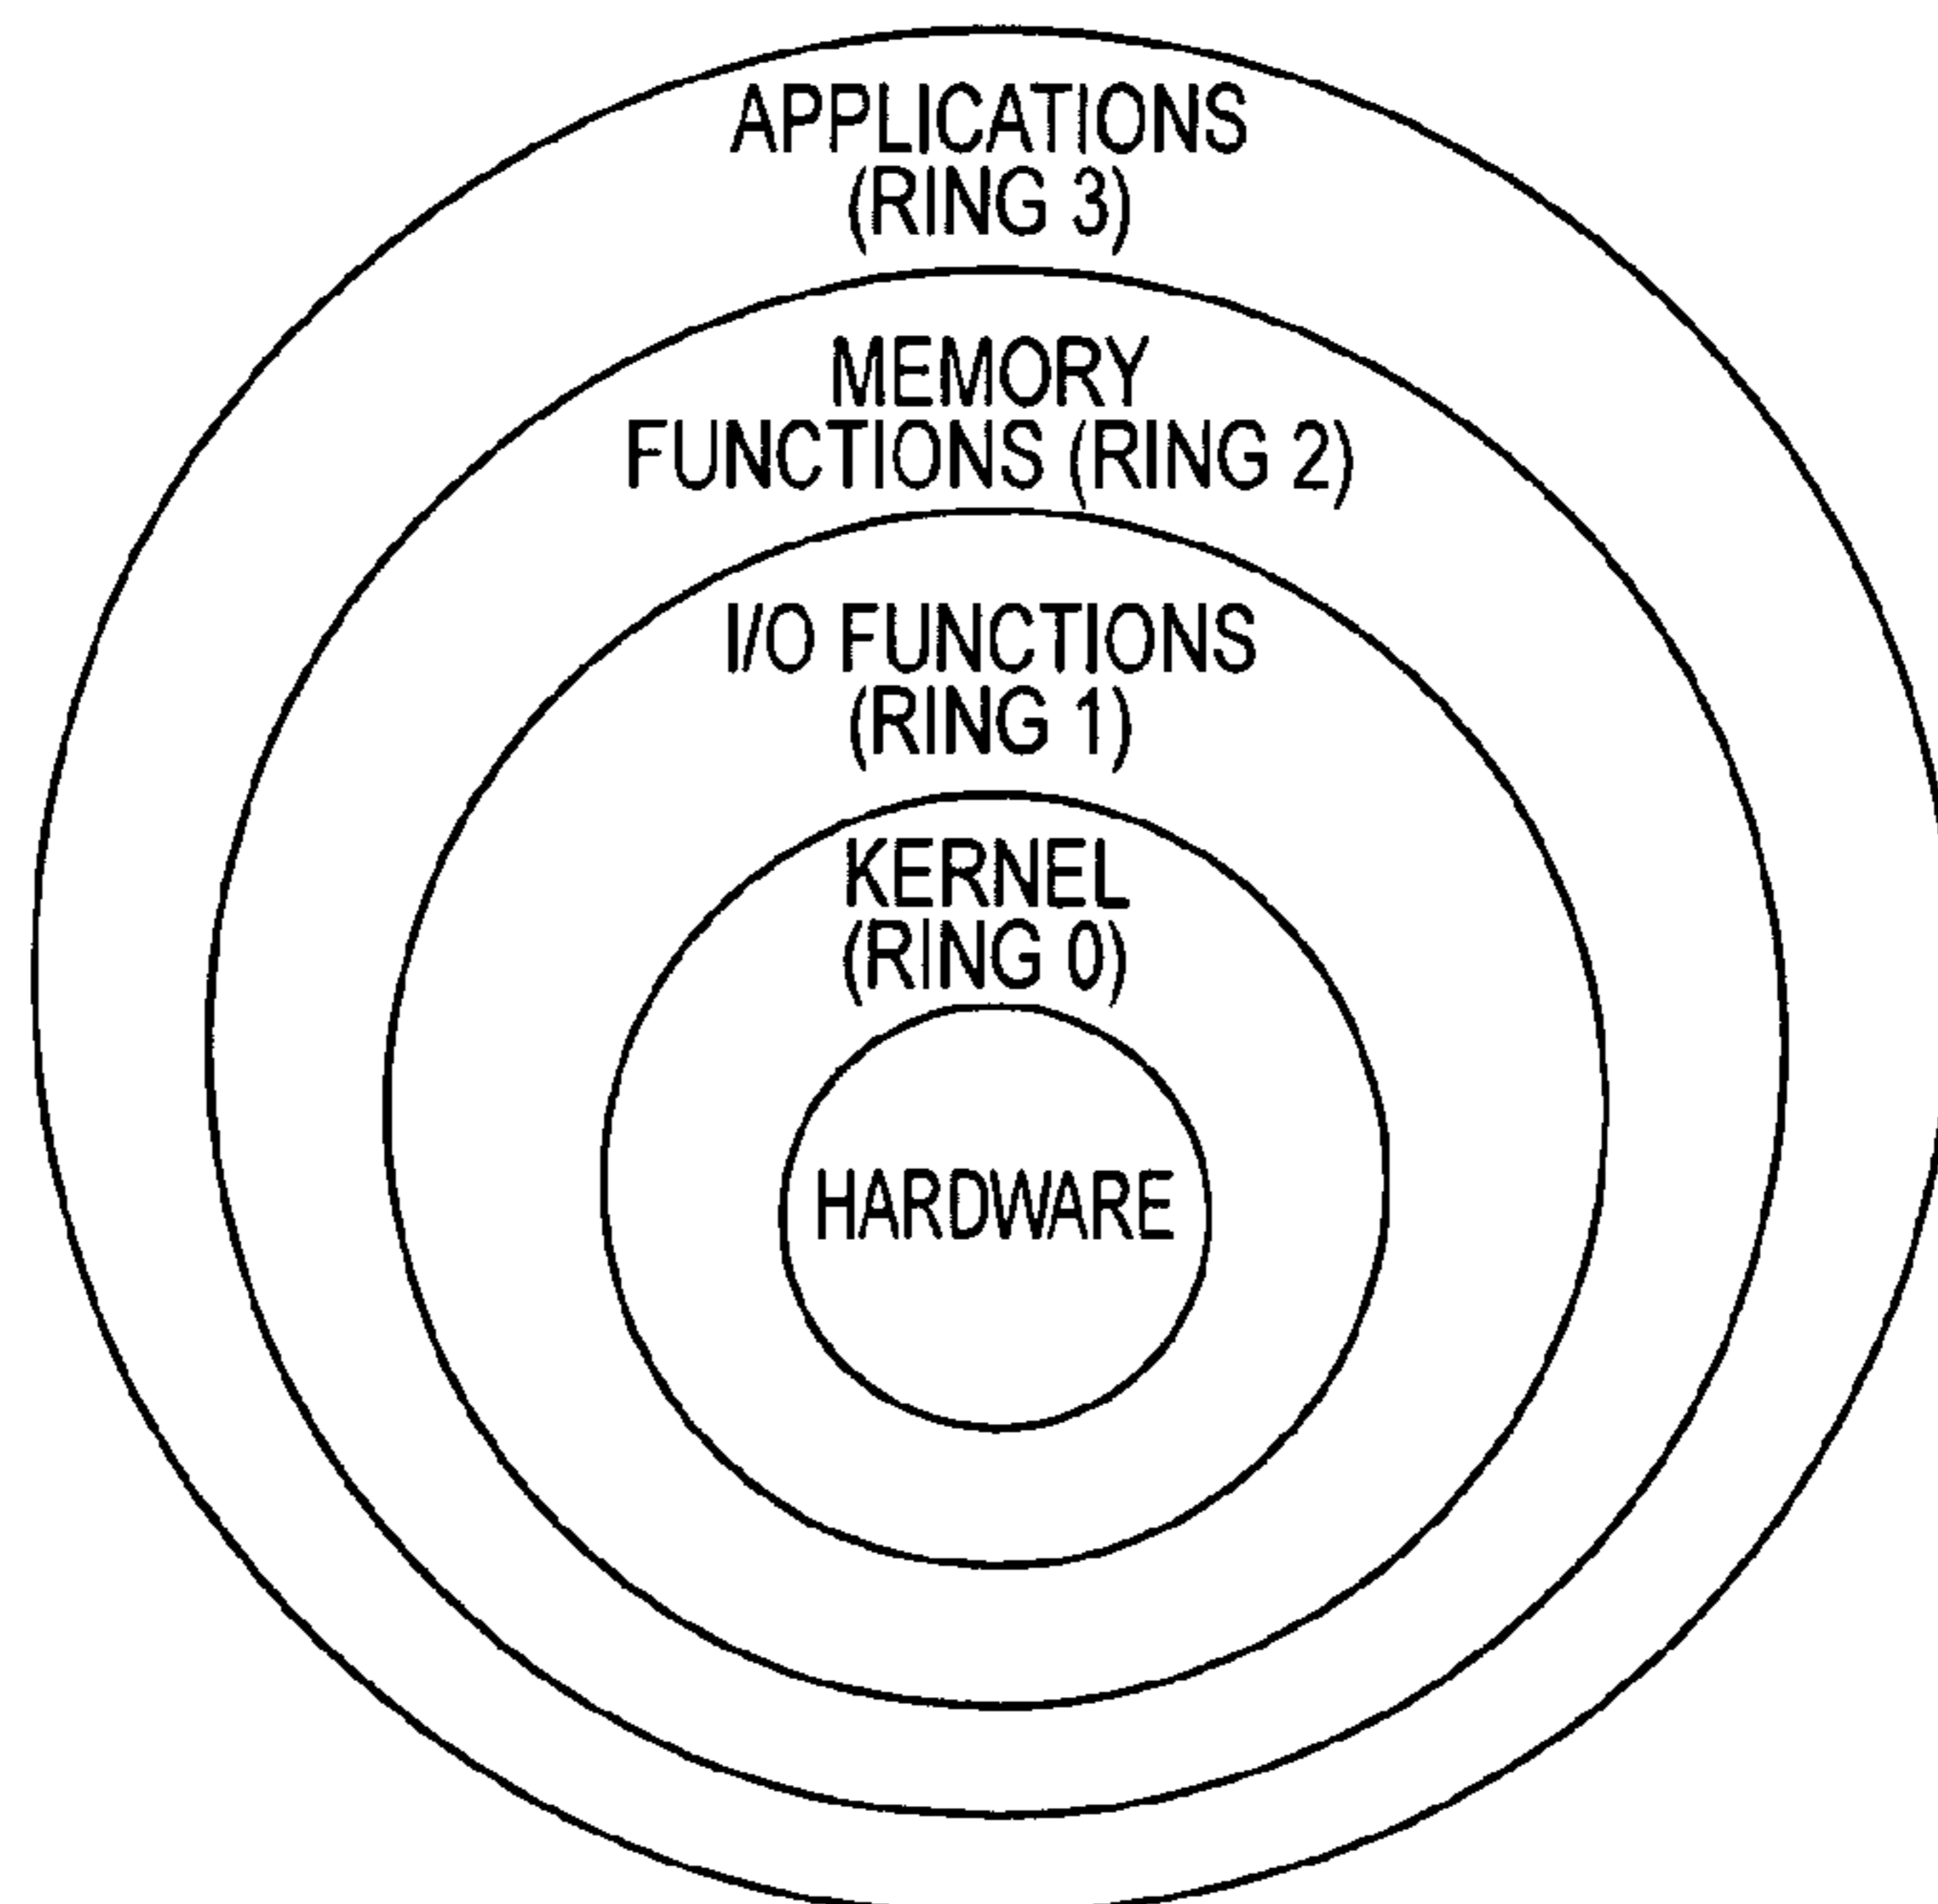 APPLICATIONS
(RING 3)
MEMORY
FUNCTIONS (RING 2)
I/O FUNCTIONS
(RING 1)
KERNEL
(RING 0)
HARDWARE